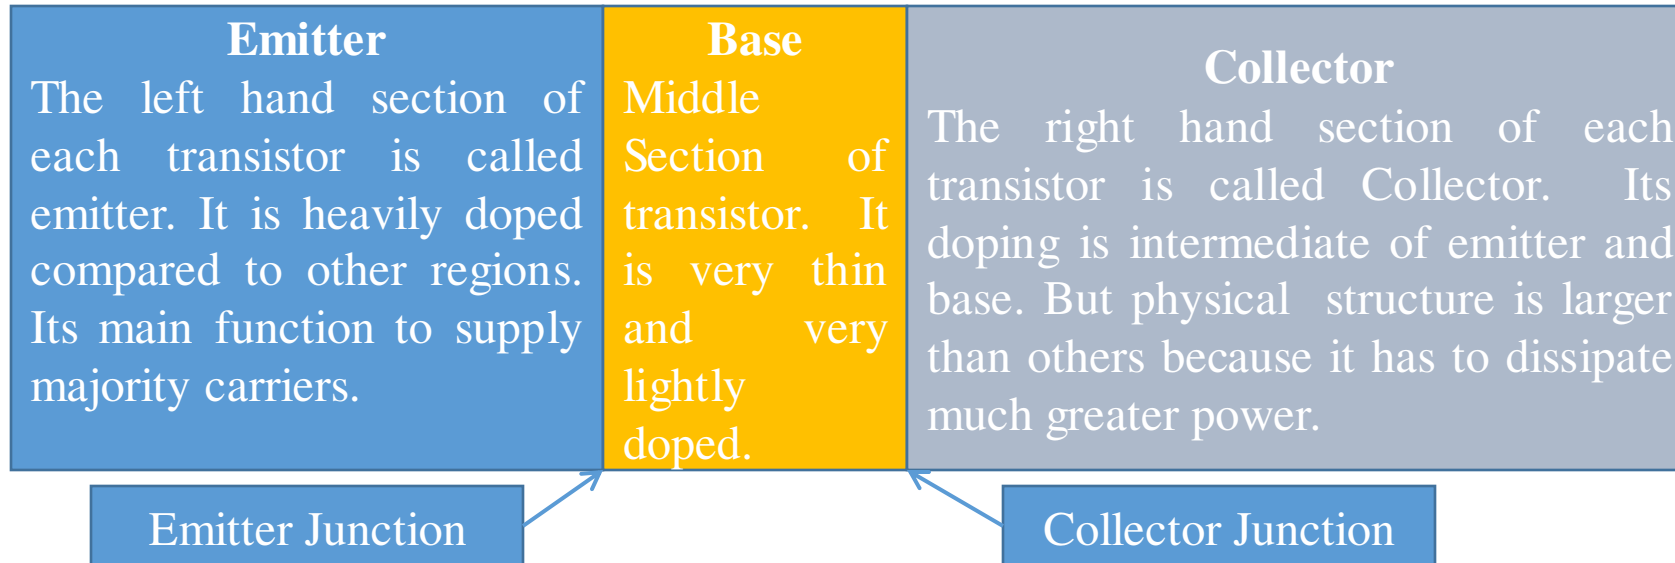 Emitter
The left hand section of
each transistor is called
emitter. It is heavily doped
compared to other regions.
Its main function to supply
majority carriers.
Base
Middle
Section of
transistor. It
is very thin
and very
lightly
doped.
Collector
The right hand section of each
transistor is called Collector. Its
doping is intermediate of emitter and
base. But physical structure is larger
than others because it has to dissipate
much greater power.
Emitter Junction
Collector Junction